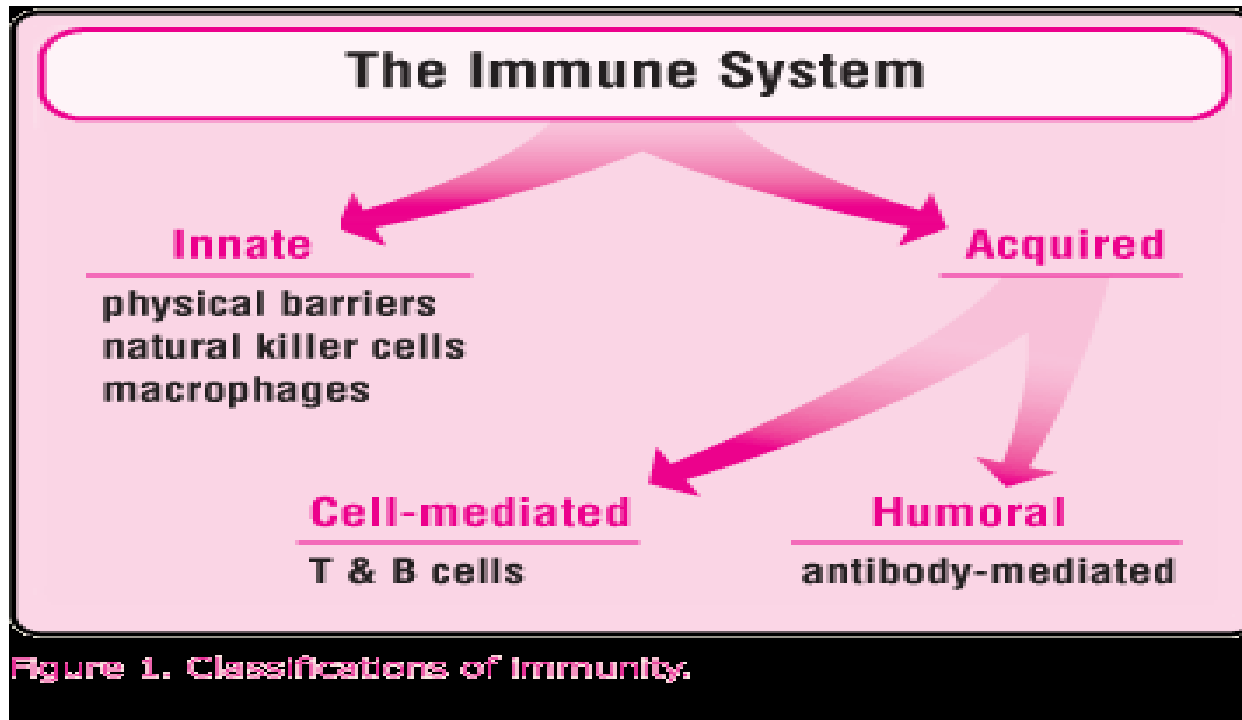 The Immune System
Innate
Acquired
physical barriers
natural killer cells
macrophages
Cell-mediated
Humoral
T & B cells
antibody-mediated
Figure 1. Classifications of Immunity.